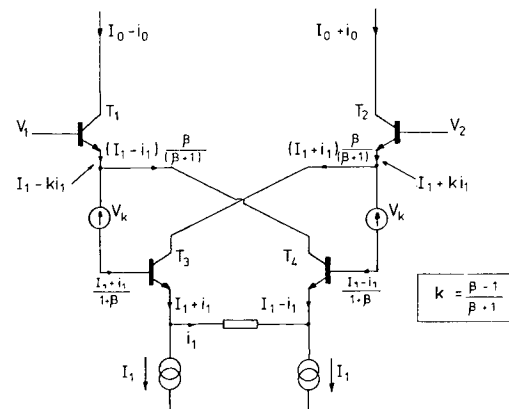 I₀-i₀
I₀+i₀
V₁
T₁
T₂
V₂
(I₁-i₁) β/(β+1)
(I₁+i₁) β/(β+1)
I₁-ki₁
I₁+ki₁
Vₖ
Vₖ
T₃
T₄
I₁+i₁/1+β
I₁-i₁/1+β
k = β-1/β+1
I₁+i₁
I₁-i₁
i₁
I₁
I₁